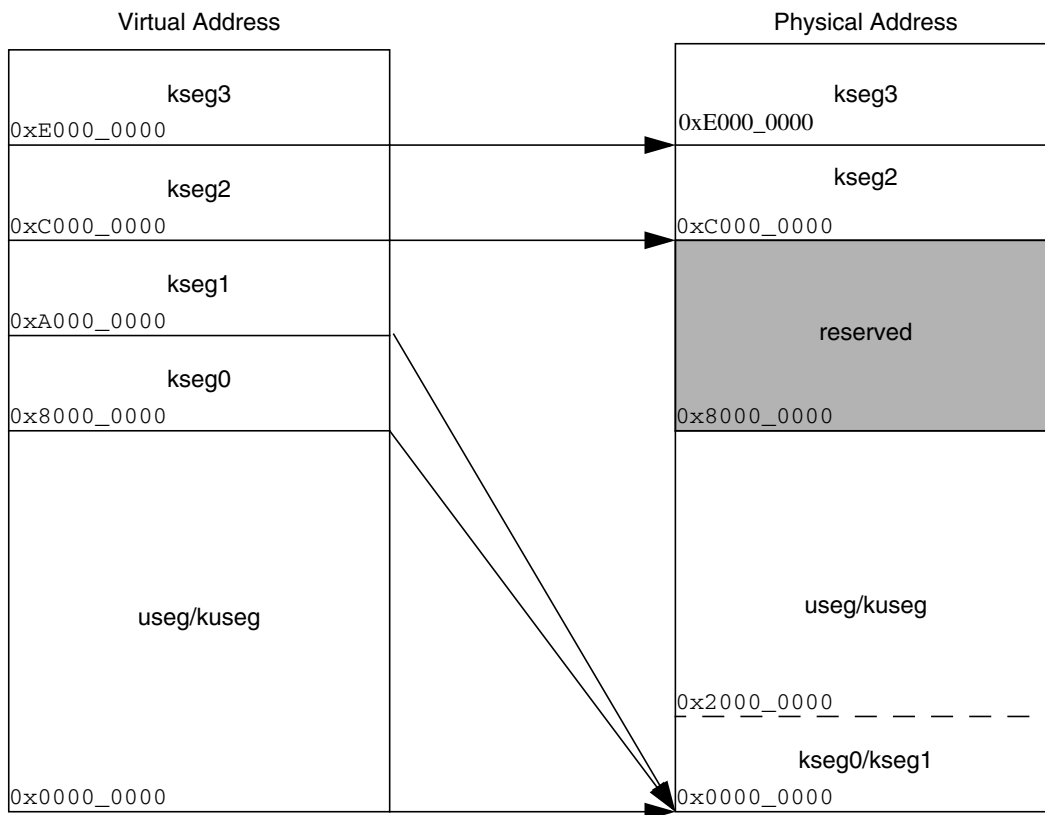 Virtual Address
Physical Address
kseg3
0xE000_0000
kseg2
0xC000_0000
kseg1
0xA000_0000
kseg0
0x8000_0000
useg/kuseg
0x0000_0000
kseg3
0xE000_0000
kseg2
0xC000_0000
reserved
0x8000_0000
useg/kuseg
0x2000_0000
kseg0/kseg1
0x0000_0000